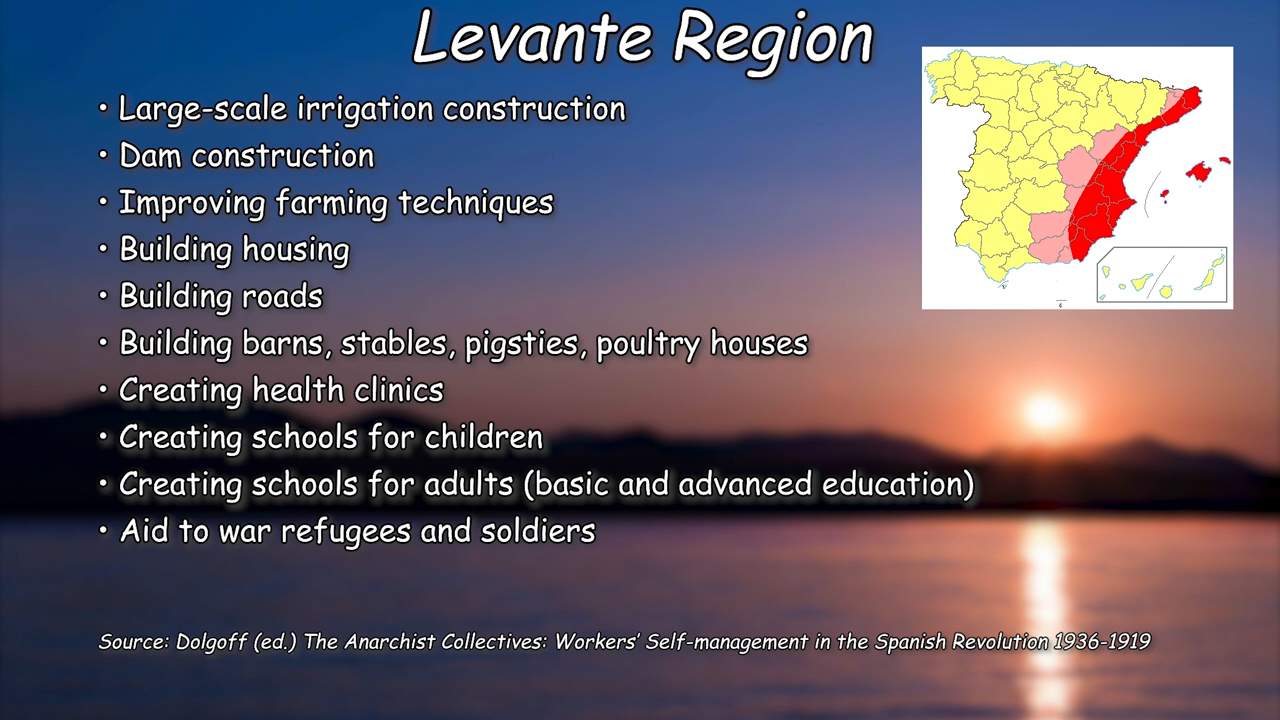 Levante Region
• Large-scale irrigation construction
• Dam construction
• Improving farming techniques
• Building housing
• Building roads
• Building barns, stables, pigsties, poultry houses
• Creating health clinics
• Creating schools for children
• Creating schools for adults (basic and advanced education)
• Aid to war refugees and soldiers
Source: Dolgoff (ed.) The Anarchist Collectives: Workers’ Self-management in the Spanish Revolution 1936-1919